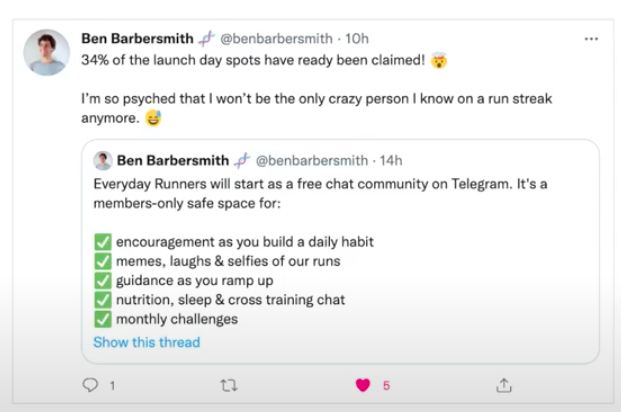 Ben Barbersmith 🧬 @benbarbersmith · 10h
34% of the launch day spots have ready been claimed! 🤯
I'm so psyched that I won't be the only crazy person I know on a run streak
anymore. 😅
Ben Barbersmith 🧬 @benbarbersmith · 14h
Everyday Runners will start as a free chat community on Telegram. It's a
members-only safe space for:
✅ encouragement as you build a daily habit
✅ memes, laughs & selfies of our runs
✅ guidance as you ramp up
✅ nutrition, sleep & cross training chat
✅ monthly challenges
Show this thread
1 5